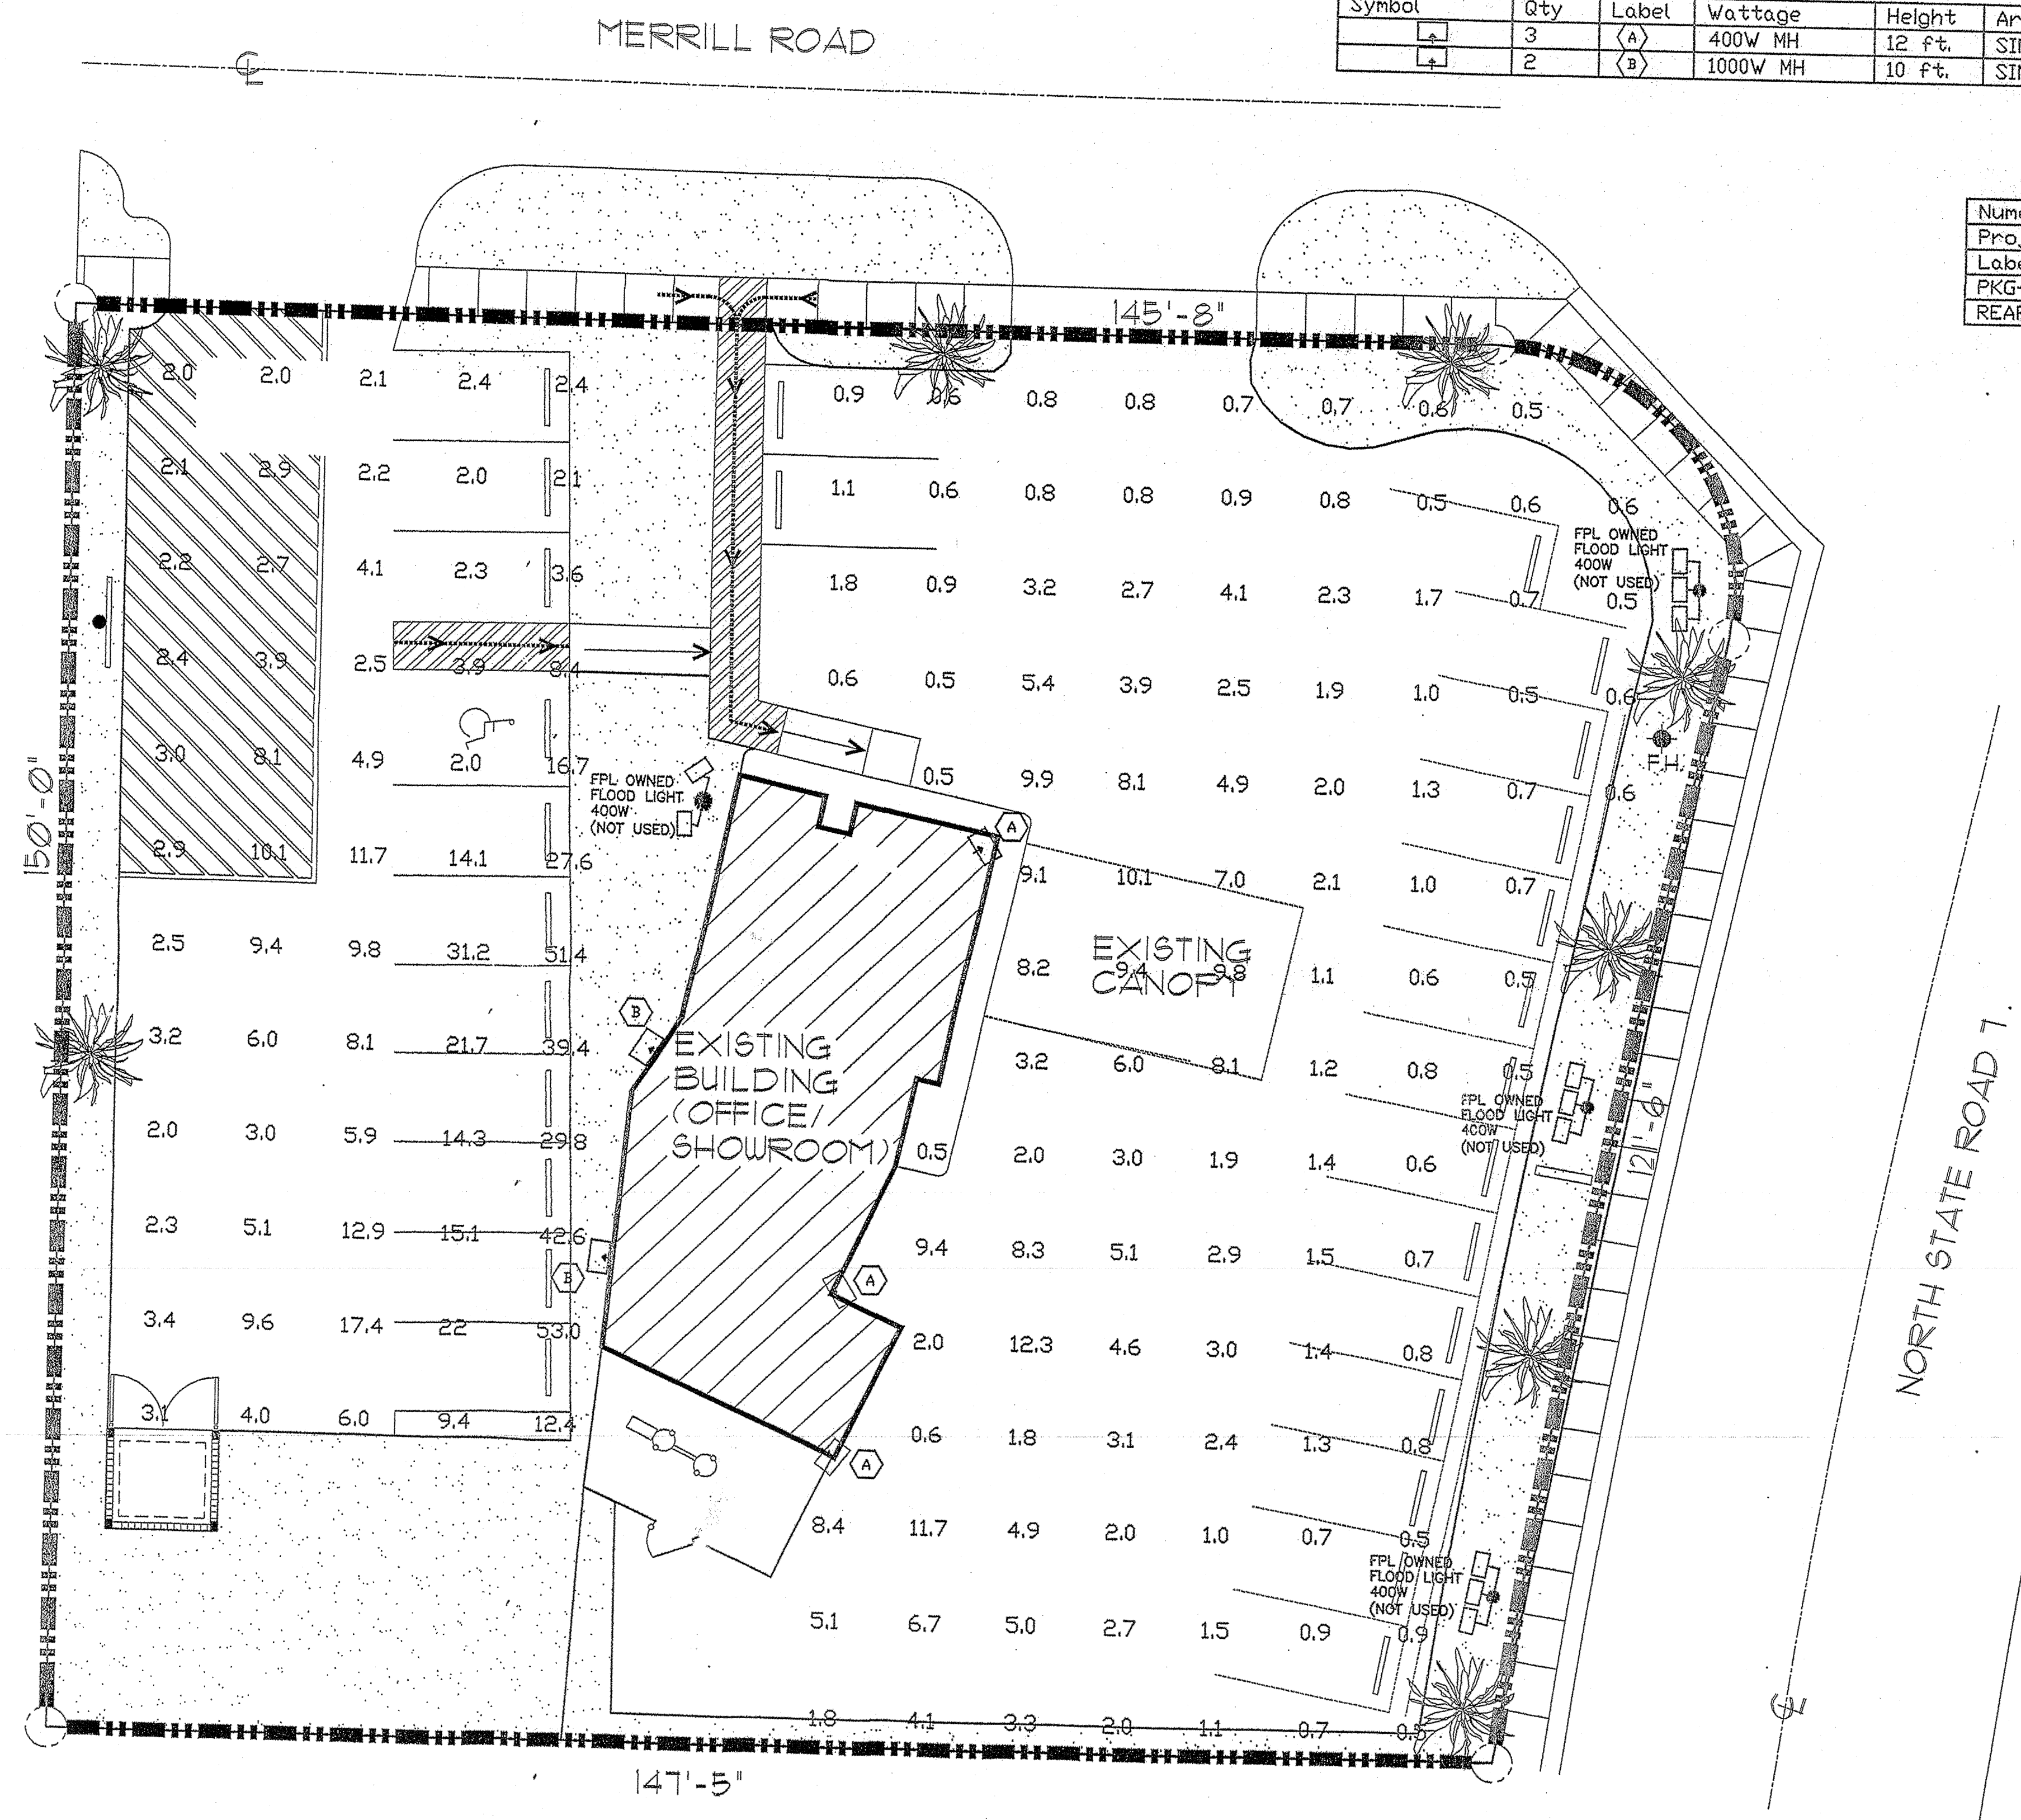 MERRILL ROAD
Symbol Qty Label Wattage Height
3 A 400W MH 12 ft.
2 B 1000W MH 10 ft.
145'-8"
2.0 2.0 2.1 2.4 2.4 0.9 0.6 0.8 0.8 0.7 0.7 0.6 0.5
2.1 2.9 2.2 2.0 2.1 1.1 0.6 0.8 0.8 0.9 0.8 0.5 0.6 0.6
FPL OWNED
FLOOD LIGHT
400W
(NOT USED)
2.2 2.7 4.1 2.3 3.6 1.8 0.9 3.2 2.7 4.1 2.3 1.7 0.7 0.5
2.4 3.9 2.5 3.9 8.4 0.6 0.5 5.4 3.9 2.5 1.9 1.0 0.5 0.6
F.H.
3.0 8.1 4.9 2.0 16.7 0.5 9.9 8.1 4.9 2.0 1.3 0.7 0.6
FPL OWNED
FLOOD LIGHT
400W
(NOT USED)
A
150'-0"
2.9 10.1 11.7 14.1 27.6 9.1 10.1 7.0 2.1 1.0 0.7
2.5 9.4 9.8 31.2 51.4 8.2 9.4 9.8 1.1 0.6 0.5
EXISTING
CANOPY
B
3.2 6.0 8.1 21.7 39.4 3.2 6.0 8.1 1.2 0.8 0.5
EXISTING
BUILDING
(OFFICE/
SHOWROOM)
FPL OWNED
FLOOD LIGHT
400W
(NOT USED)
121'-6"
2.0 3.0 5.9 14.3 29.8 0.5 2.0 3.0 1.9 1.4 0.6
NORTH STATE ROAD 7.
2.3 5.1 12.9 15.1 42.6 9.4 8.3 5.1 2.9 1.5 0.7
B
A
3.4 9.6 17.4 22 53.0 2.0 12.3 4.6 3.0 1.4 0.8
3.1 4.0 6.0 9.4 12.4 0.6 1.8 3.1 2.4 1.3 0.8
A
8.4 11.7 4.9 2.0 1.0 0.7 0.5
FPL OWNED
FLOOD LIGHT
400W
(NOT USED)
5.1 6.7 5.0 2.7 1.5 0.9 0.9
1.8 4.1 3.3 2.0 1.1 0.7 0.5
147'-5"